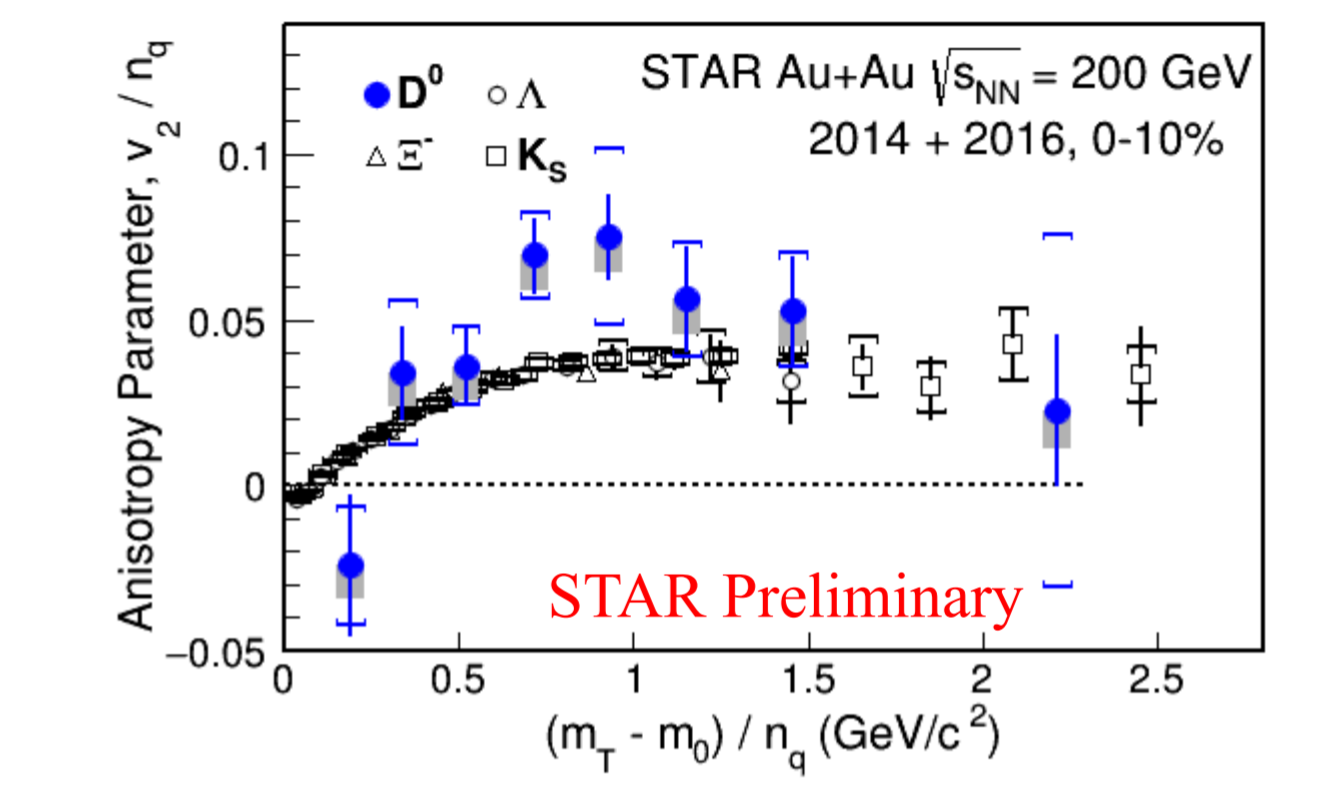 STAR Au+Au √sNN = 200 GeV
2014 + 2016, 0-10%
D⁰ Λ
Ξ⁻ KS
Anisotropy Parameter, v2 / nq
0.1
0.05
0
−0.05
STAR Preliminary
0 0.5 1 1.5 2 2.5
(mT - m0) / nq (GeV/c²)